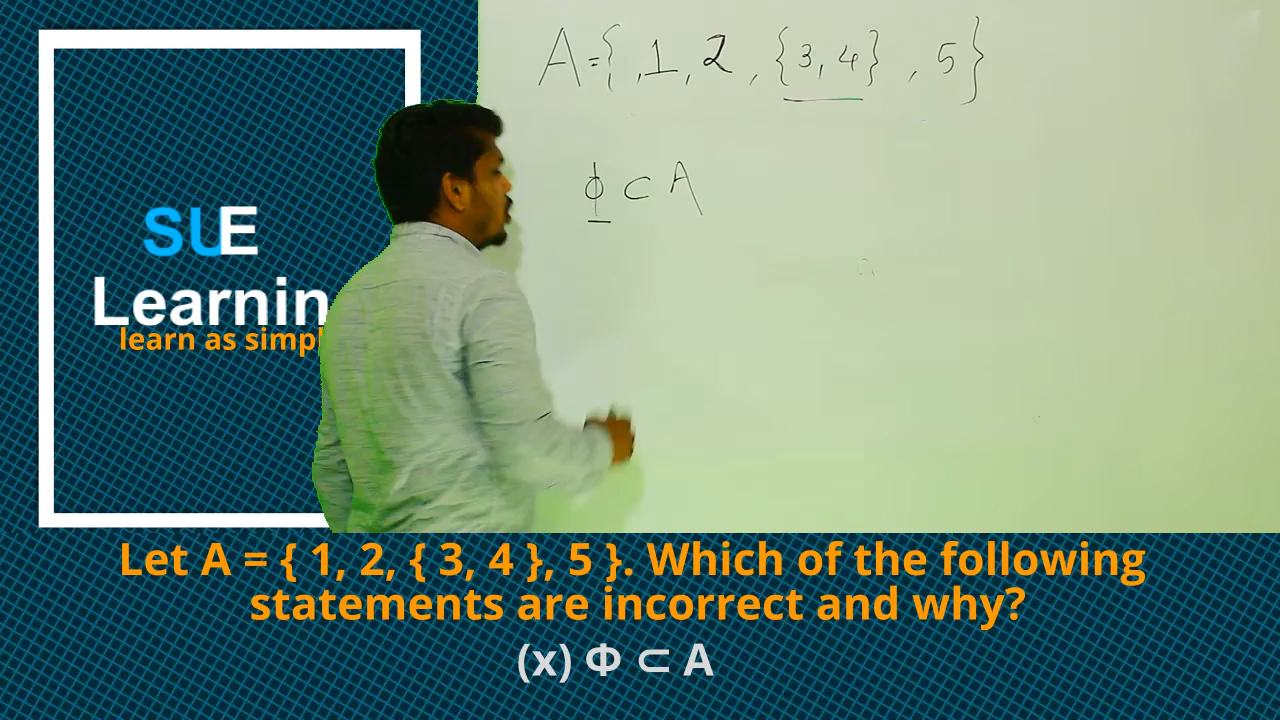 A={ ,1, 2 , {3, 4} , 5}
ϕ ⊂ A
SUE
Learnin
learn as simpl
Let A = { 1, 2, { 3, 4 }, 5 }. Which of the following
statements are incorrect and why?
(x) Φ ⊂ A